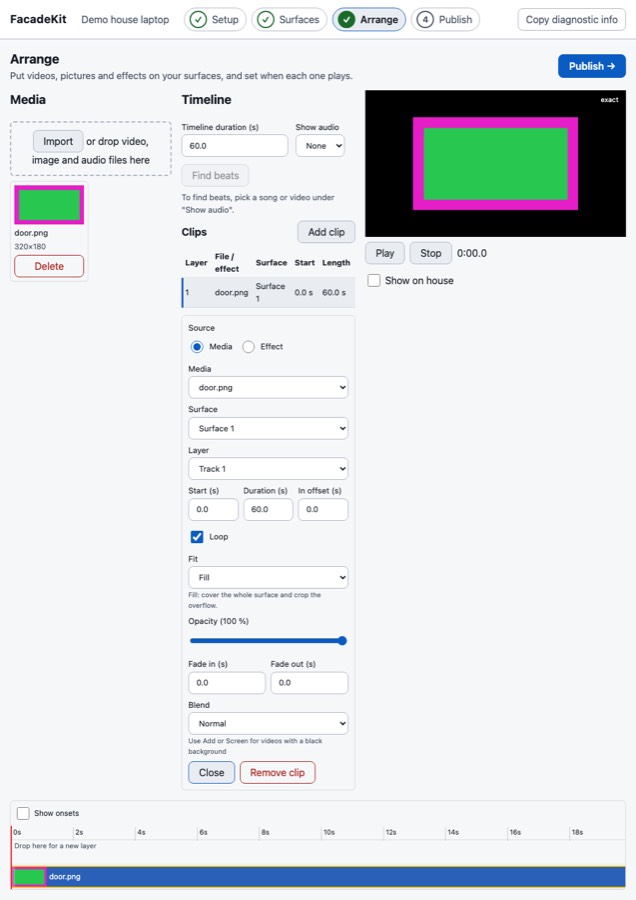 FacadeKit
Demo house laptop
Setup
Surfaces
Arrange
4 Publish
Copy diagnostic info
Arrange
Put videos, pictures and effects on your surfaces, and set when each one plays.
Publish →
Media
Import or drop video,
image and audio files here
door.png
320×180
Delete
Timeline
Timeline duration (s)
Show audio
60.0
None
Find beats
To find beats, pick a song or video under
"Show audio".
Clips
Add clip
Layer
File /
effect
Surface
Start
Length
1
door.png
Surface
1
0.0 s
60.0 s
Source
Media
Effect
Media
door.png
Surface
Surface 1
Layer
Track 1
Start (s)
Duration (s)
In offset (s)
0.0
60.0
0.0
Loop
Fit
Fill
Fill: cover the whole surface and crop the
overflow.
Opacity (100 %)
Fade in (s)
Fade out (s)
0.0
0.0
Blend
Normal
Use Add or Screen for videos with a black
background
Close
Remove clip
exact
Play
Stop
0:00.0
Show on house
Show onsets
0s
2s
4s
6s
8s
10s
12s
14s
16s
18s
Drop here for a new layer
door.png